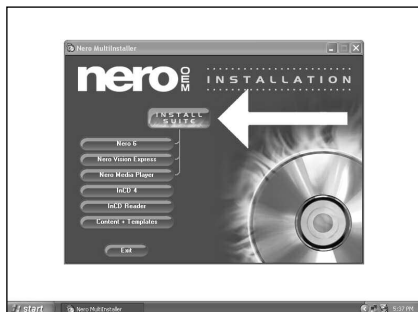 Nero MultiInstaller
nero OEM INSTALLATION
INSTALL
SUITE
Nero 6
Nero Vision Express
Nero Media Player
InCD 4
InCD Reader
Content + Templates
Exit
start Nero MultiInstaller 5:37 PM